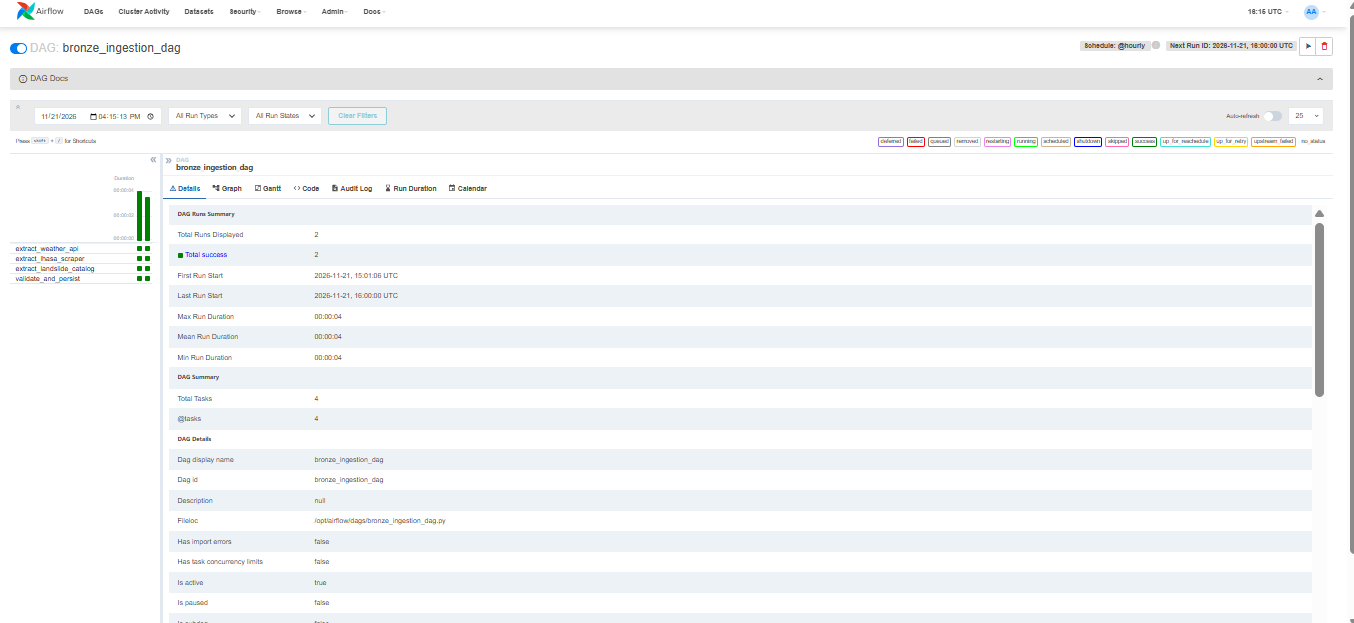 Airflow DAGs Cluster Activity Datasets Security Browse Admin Docs 16:15 UTC AA
DAG: bronze_ingestion_dag Schedule: @hourly Next Run ID: 2026-11-21, 16:00:00 UTC
DAG Docs
11/21/2026 04:15:13 PM All Run Types All Run States Clear Filters Auto-refresh 25
Press shift + / for Shortcuts deferred failed queued removed restarting running scheduled shutdown skipped success up_for_reschedule up_for_retry upstream_failed no_status
DAG
bronze_ingestion_dag
Duration
00:00:04
00:00:02
00:00:00
extract_weather_api
extract_lhasa_scraper
extract_landslide_catalog
validate_and_persist
Details Graph Gantt Code Audit Log Run Duration Calendar
DAG Runs Summary
Total Runs Displayed 2
Total success 2
First Run Start 2026-11-21, 15:01:06 UTC
Last Run Start 2026-11-21, 16:00:00 UTC
Max Run Duration 00:00:04
Mean Run Duration 00:00:04
Min Run Duration 00:00:04
DAG Summary
Total Tasks 4
@tasks 4
DAG Details
Dag display name bronze_ingestion_dag
Dag id bronze_ingestion_dag
Description null
Fileloc /opt/airflow/dags/bronze_ingestion_dag.py
Has import errors false
Has task concurrency limits false
Is active true
Is paused false